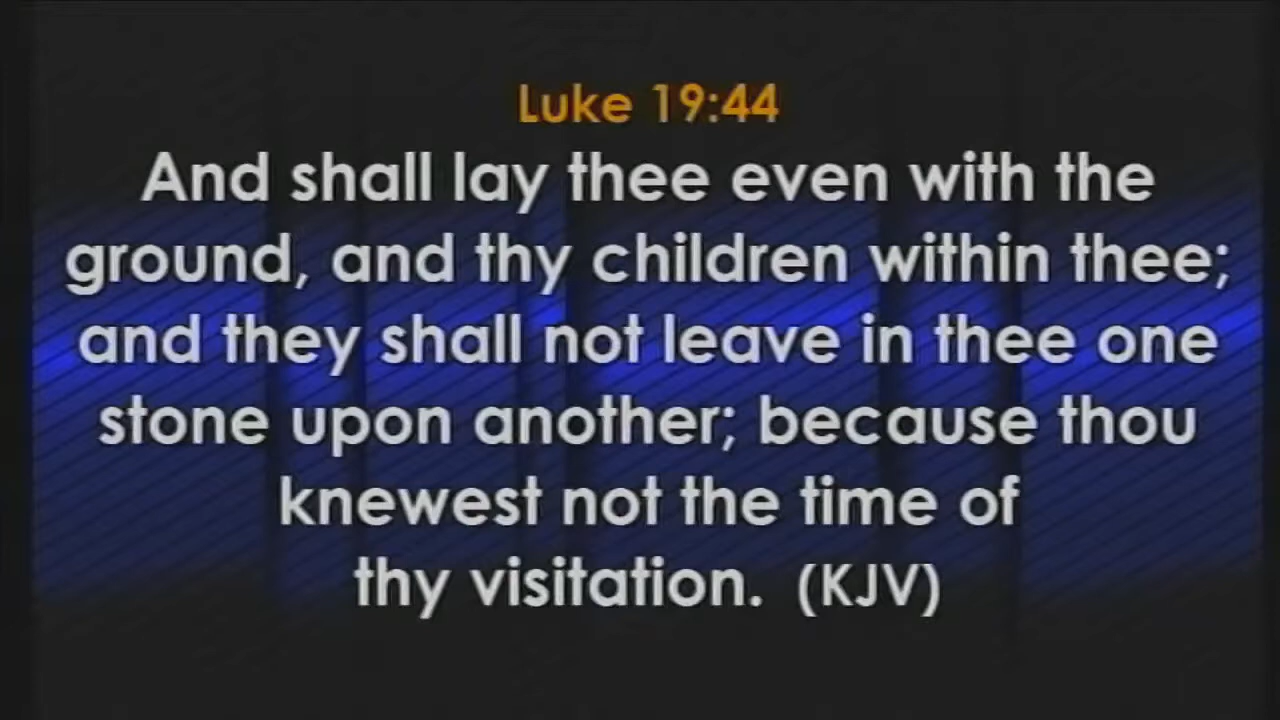 Luke 19:44
And shall lay thee even with the
ground, and thy children within thee;
and they shall not leave in thee one
stone upon another; because thou
knewest not the time of
thy visitation.  (KJV)